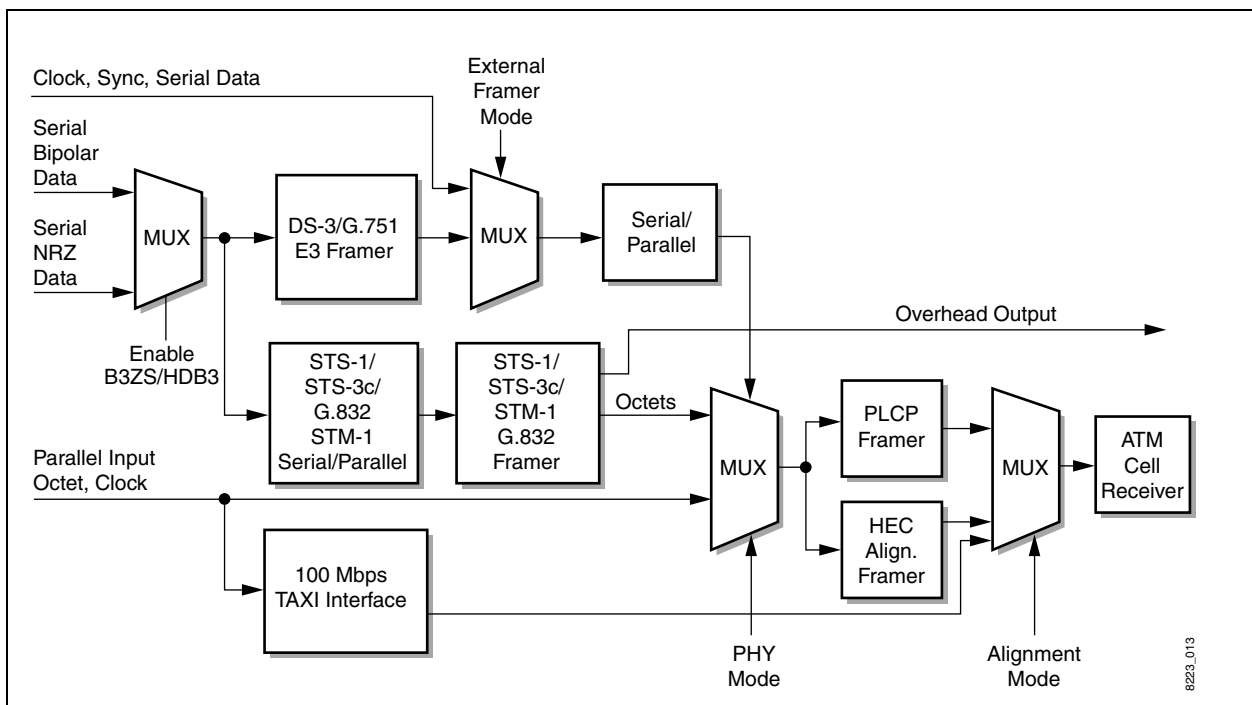 Clock, Sync, Serial Data
External
Framer
Mode
Serial
Bipolar
Data
Serial
NRZ
Data
MUX
DS-3/G.751
E3 Framer
MUX
Serial/
Parallel
Enable
B3ZS/HDB3
Overhead Output
STS-1/
STS-3c/
G.832
STM-1
Serial/Parallel
STS-1/
STS-3c/
STM-1
G.832
Framer
Octets
MUX
PLCP
Framer
MUX
ATM
Cell
Receiver
Parallel Input
Octet, Clock
HEC
Align.
Framer
100 Mbps
TAXI Interface
PHY
Mode
Alignment
Mode
8223_013